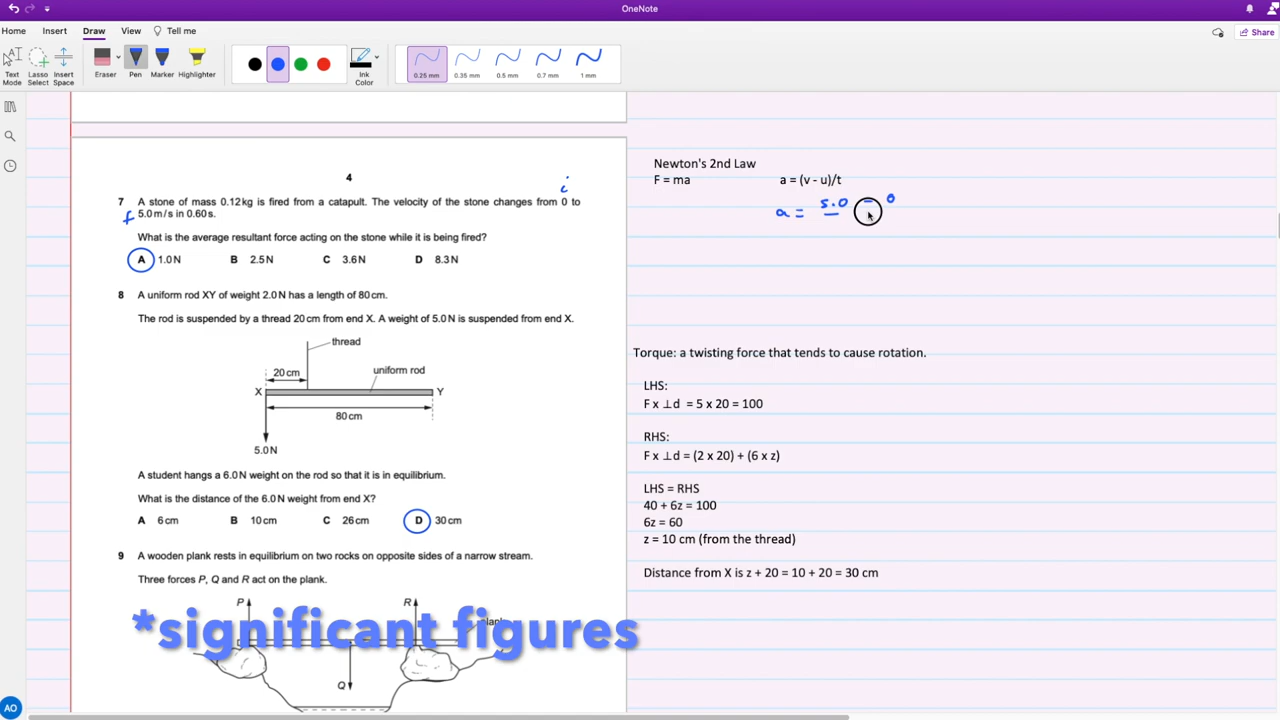 OneNote
Home Insert Draw View Tell me
Share
Text Mode
Lasso Select
Insert Space
Eraser
Pen
Marker
Highlighter
Ink Color
0.25 mm
0.35 mm
0.5 mm
0.7 mm
1 mm
4
i
7 A stone of mass 0.12 kg is fired from a catapult. The velocity of the stone changes from 0 to
f 5.0 m/s in 0.60 s.
What is the average resultant force acting on the stone while it is being fired?
A 1.0 N B 2.5 N C 3.6 N D 8.3 N
8 A uniform rod XY of weight 2.0 N has a length of 80 cm.
The rod is suspended by a thread 20 cm from end X. A weight of 5.0 N is suspended from end X.
thread
20 cm
uniform rod
X Y
80 cm
5.0 N
A student hangs a 6.0 N weight on the rod so that it is in equilibrium.
What is the distance of the 6.0 N weight from end X?
A 6 cm B 10 cm C 26 cm D 30 cm
9 A wooden plank rests in equilibrium on two rocks on opposite sides of a narrow stream.
Three forces P, Q and R act on the plank.
P R
*significant figures
Q
Newton's 2nd Law
F = ma a = (v - u)/t
a = 5.0 - 0
Torque: a twisting force that tends to cause rotation.
LHS:
F x ⊥d = 5 x 20 = 100
RHS:
F x ⊥d = (2 x 20) + (6 x z)
LHS = RHS
40 + 6z = 100
6z = 60
z = 10 cm (from the thread)
Distance from X is z + 20 = 10 + 20 = 30 cm
AO